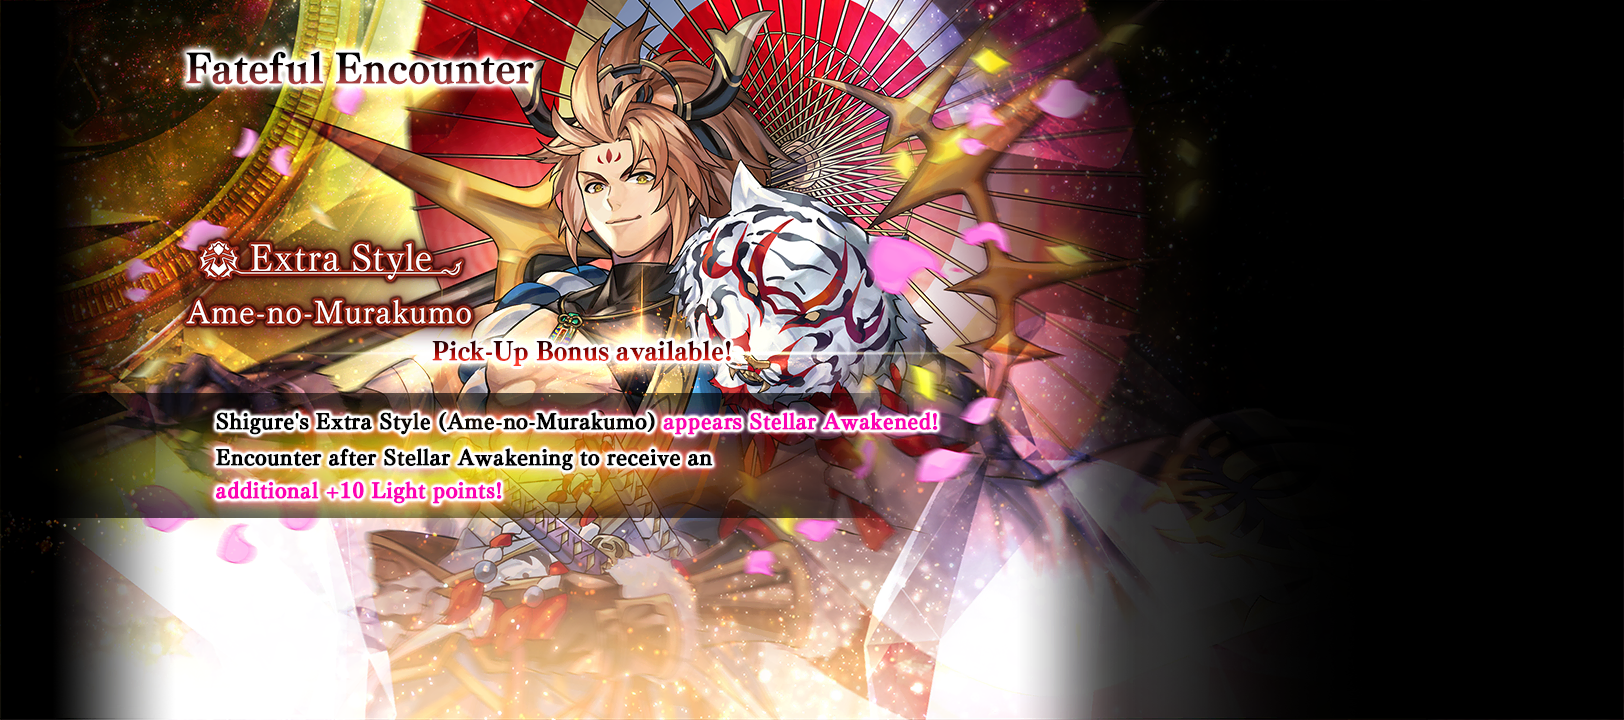 Fateful Encounter
Extra Style
Ame-no-Murakumo
Pick-Up Bonus available!
Shigure's Extra Style (Ame-no-Murakumo) appears Stellar Awakened!
Encounter after Stellar Awakening to receive an
additional +10 Light points!